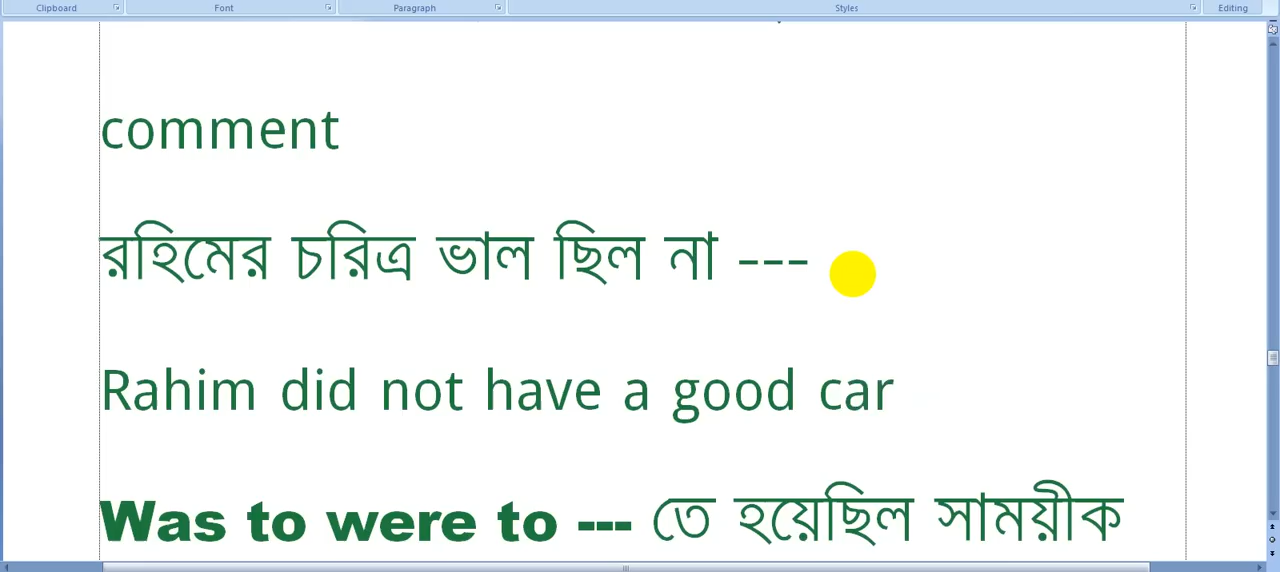 Clipboard Font Paragraph Styles Editing
comment
রহিমের চরিত্র ভাল ছিল না ---
Rahim did not have a good car
Was to were to --- তে হয়েছিল সাময়ীক